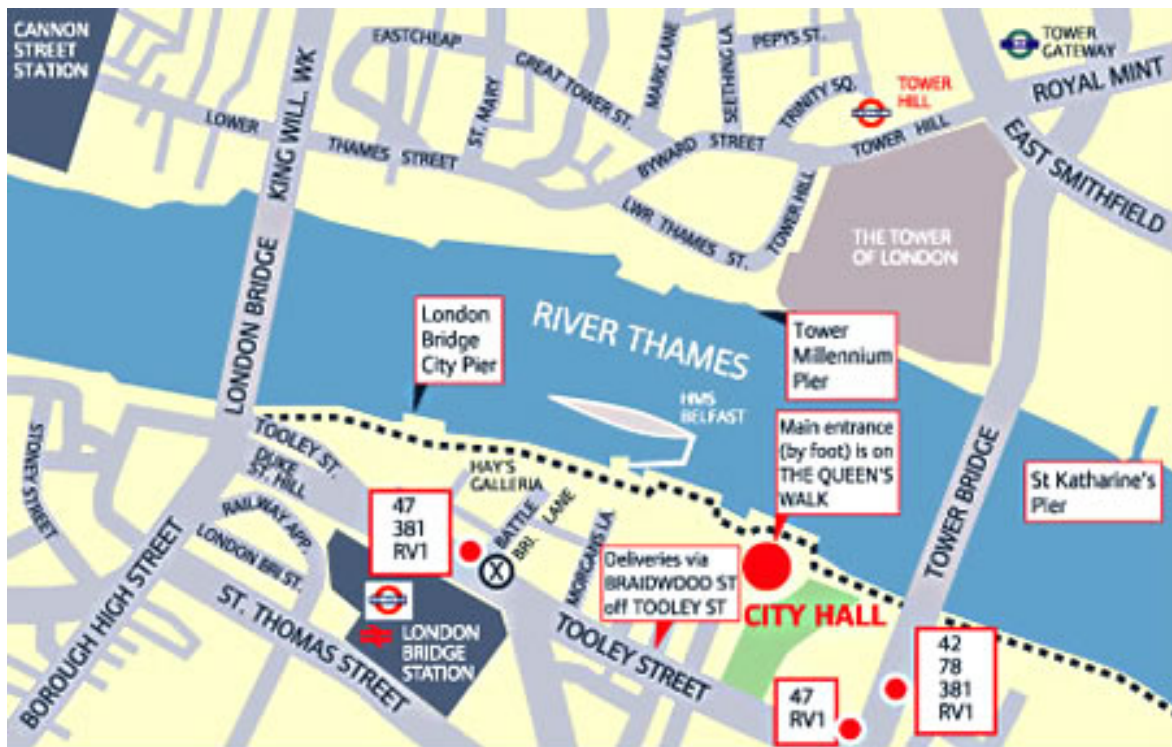 CANNON
STREET
STATION
KING WILL. WK
EASTCHEAP
GREAT TOWER ST.
ST. MARY
MARK LANE
SEETHING LA.
PEPYS ST.
TRINITY SQ.
TOWER
HILL
TOWER
GATEWAY
ROYAL MINT
LOWER
THAMES STREET
BYWARD STREET
TOWER HILL
EAST SMITHFIELD
LWR THAMES ST.
TOWER HILL
THE TOWER
OF LONDON
LONDON BRIDGE
London
Bridge
City Pier
RIVER THAMES
Tower
Millennium
Pier
HMS
BELFAST
Main entrance
(by foot) is on
THE QUEEN'S
WALK
TOWER BRIDGE
St Katharine's
Pier
STONEY STREET
TOOLEY ST.
DUKE
ST. HILL
HAY'S
GALLERIA
RAILWAY APP.
LONDON BRI ST.
47
381
RV1
BATTLE
BRI. LANE
X
MORGANS LA.
Deliveries via
BRAIDWOOD ST
off TOOLEY ST
CITY HALL
BOROUGH HIGH STREET
ST. THOMAS STREET
LONDON
BRIDGE
STATION
TOOLEY STREET
47
RV1
42
78
381
RV1